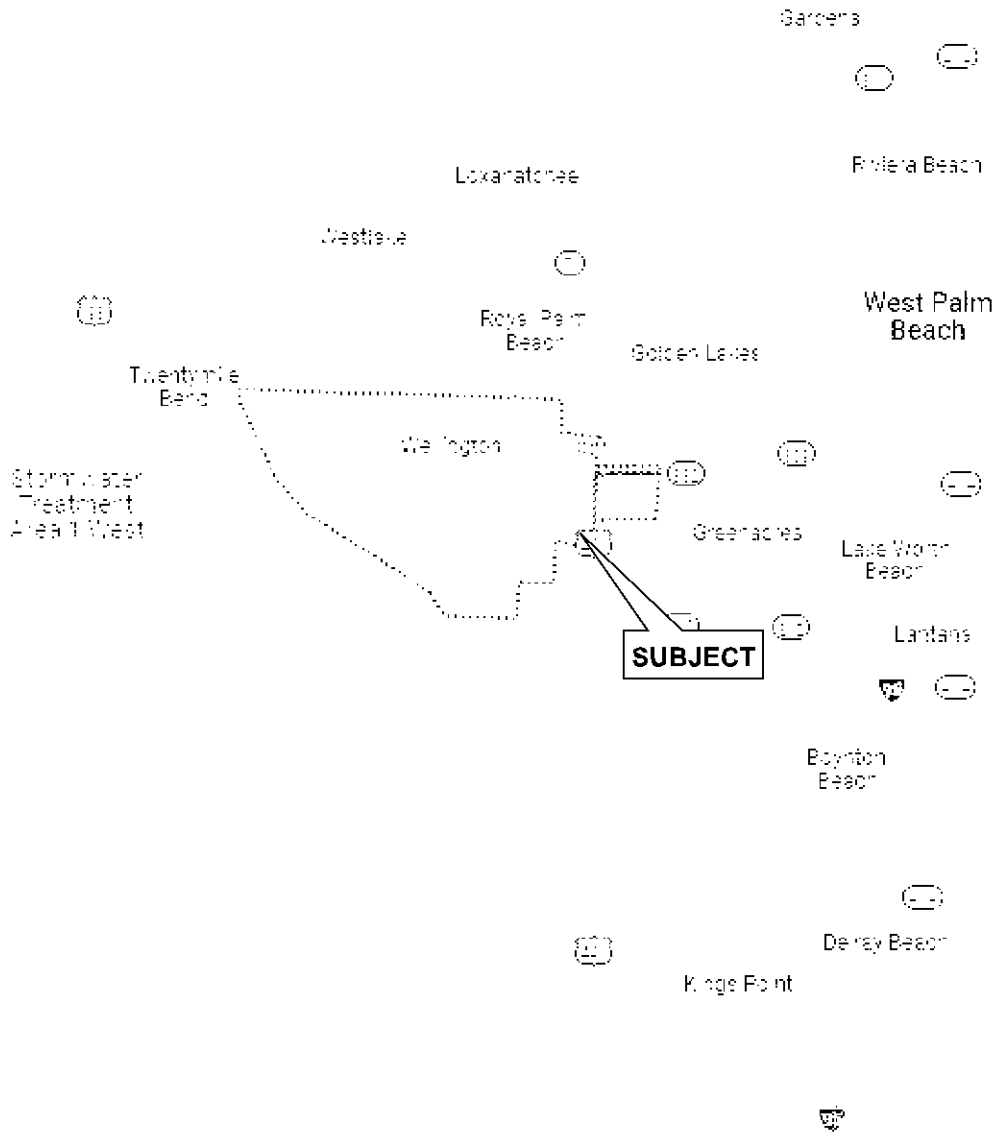 Gardens
Riviera Beach
Loxahatchee
Westlake
West Palm
Beach
Royal Palm
Beach
Golden Lakes
Twentymile
Bend
Wellington
Stormwater
Treatment
Area 1 West
Greenacres
Lake Worth
Beach
Lantana
SUBJECT
Boynton
Beach
Delray Beach
Kings Point